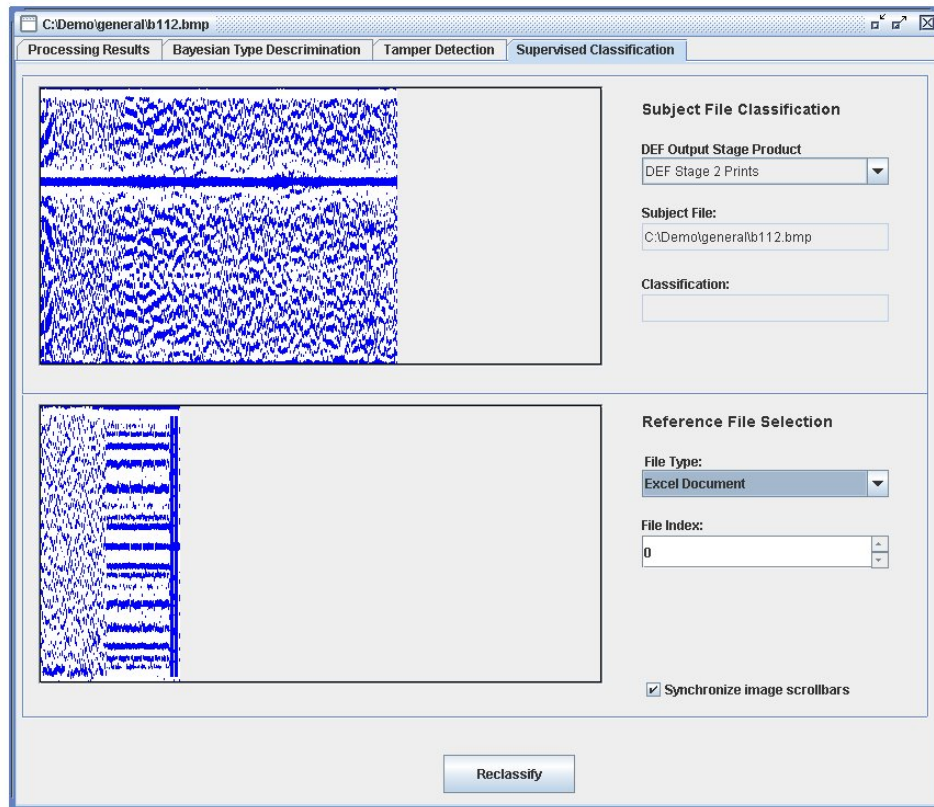 C:\Demo\general\b112.bmp
Processing Results Bayesian Type Descrimination Tamper Detection Supervised Classification
Subject File Classification
DEF Output Stage Product
DEF Stage 2 Prints
Subject File:
C:\Demo\general\b112.bmp
Classification:
Reference File Selection
File Type:
Excel Document
File Index:
0
Synchronize image scrollbars
Reclassify